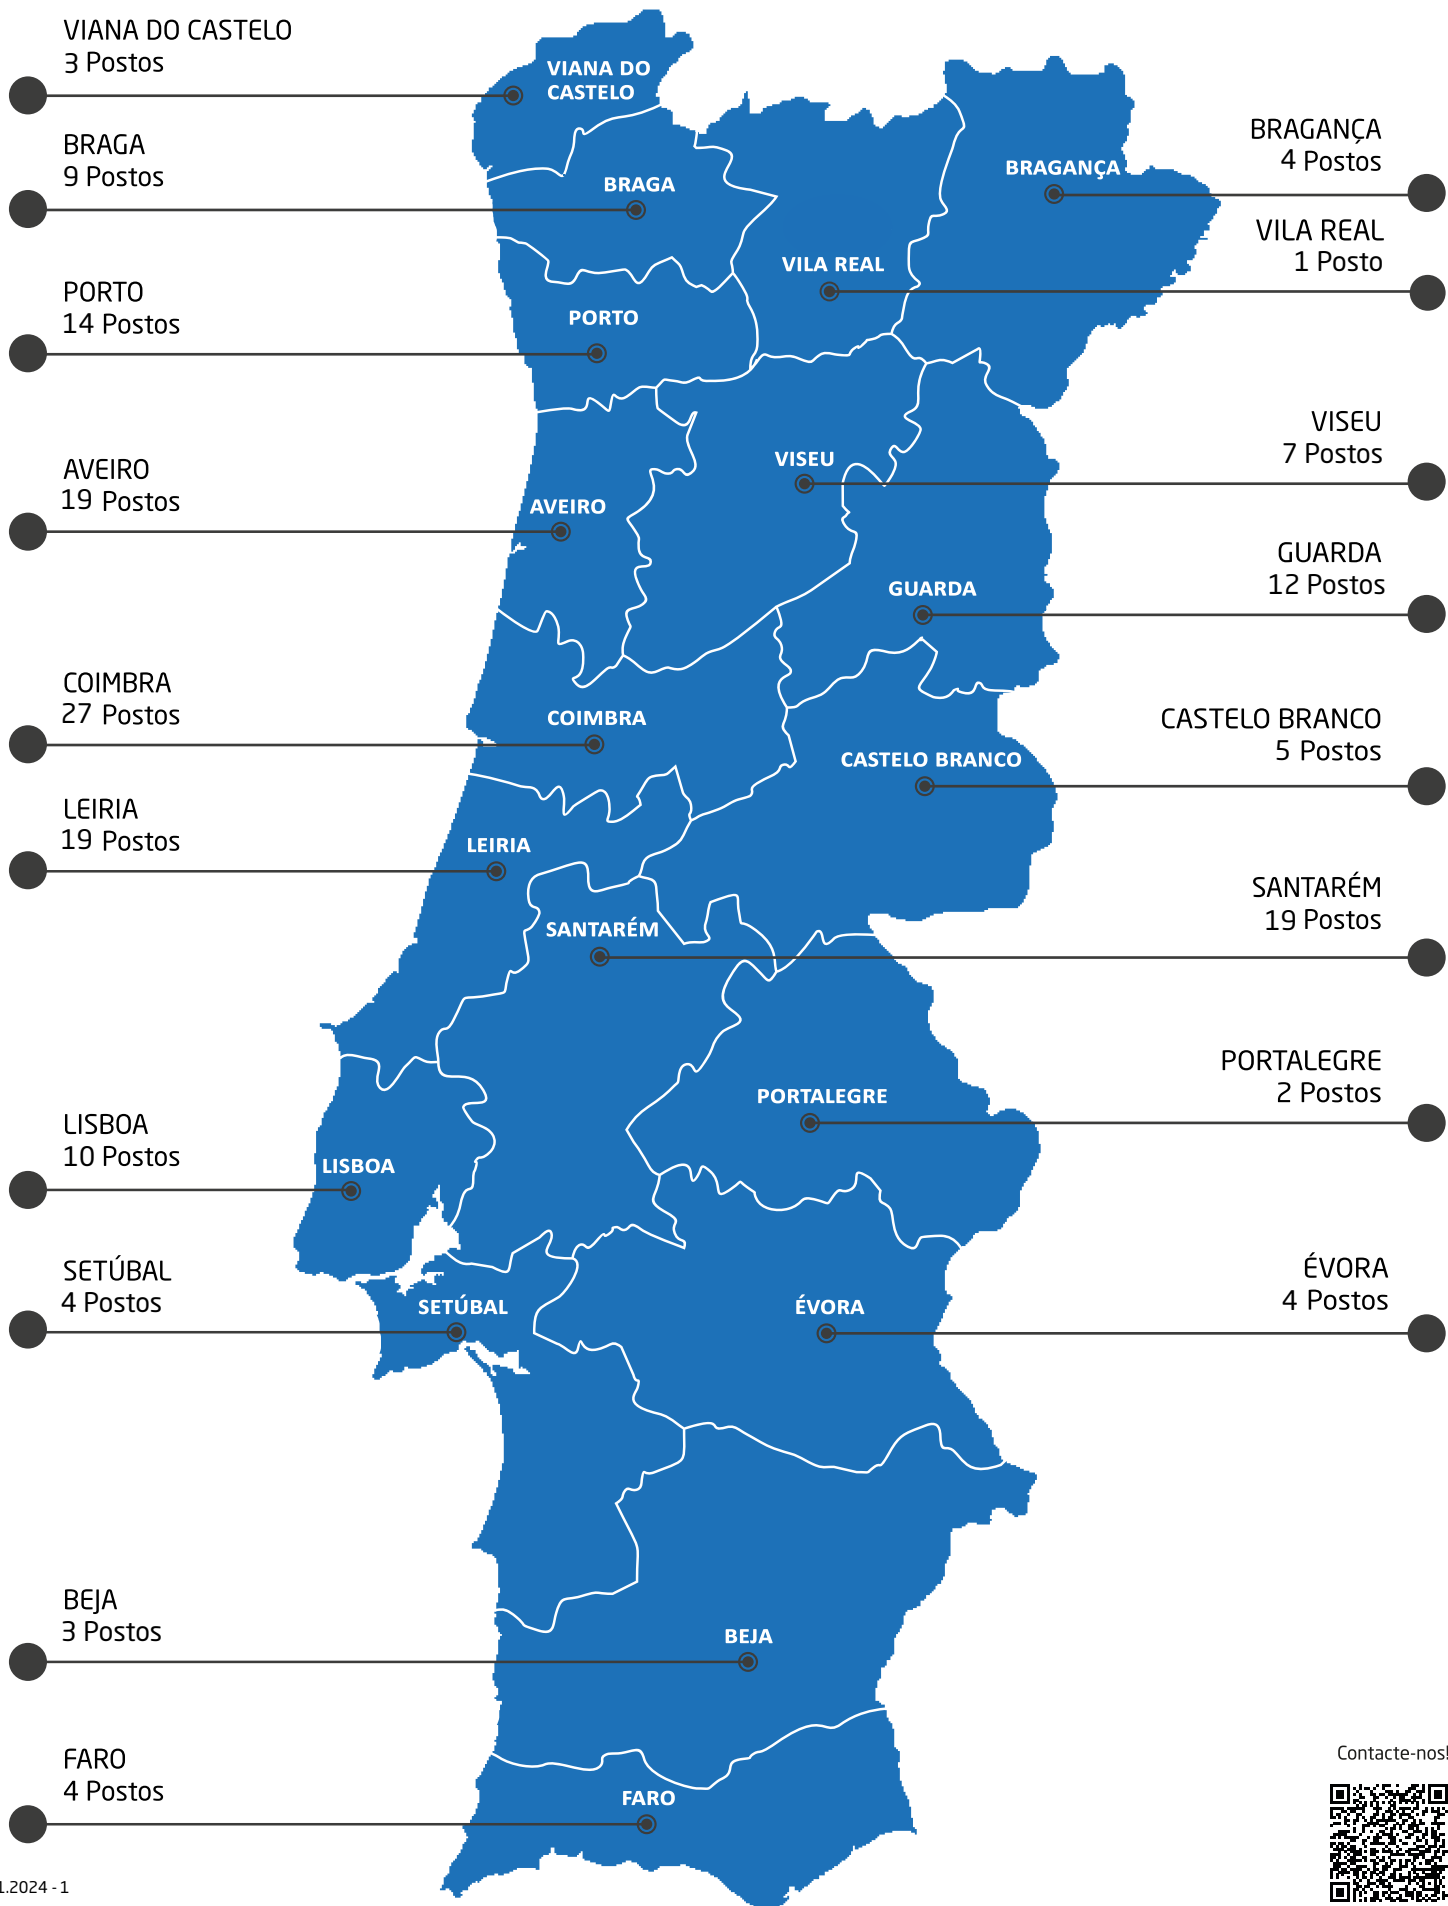 VIANA DO CASTELO
3 Postos
BRAGA
9 Postos
PORTO
14 Postos
AVEIRO
19 Postos
COIMBRA
27 Postos
LEIRIA
19 Postos
LISBOA
10 Postos
SETÚBAL
4 Postos
BEJA
3 Postos
FARO
4 Postos
VIANA DO
CASTELO
BRAGA
PORTO
AVEIRO
COIMBRA
LEIRIA
SANTARÉM
LISBOA
SETÚBAL
BRAGANÇA
VILA REAL
VISEU
GUARDA
CASTELO BRANCO
PORTALEGRE
ÉVORA
BEJA
FARO
BRAGANÇA
4 Postos
VILA REAL
1 Posto
VISEU
7 Postos
GUARDA
12 Postos
CASTELO BRANCO
5 Postos
SANTARÉM
19 Postos
PORTALEGRE
2 Postos
ÉVORA
4 Postos
Contacte-nos!
1.2024 - 1